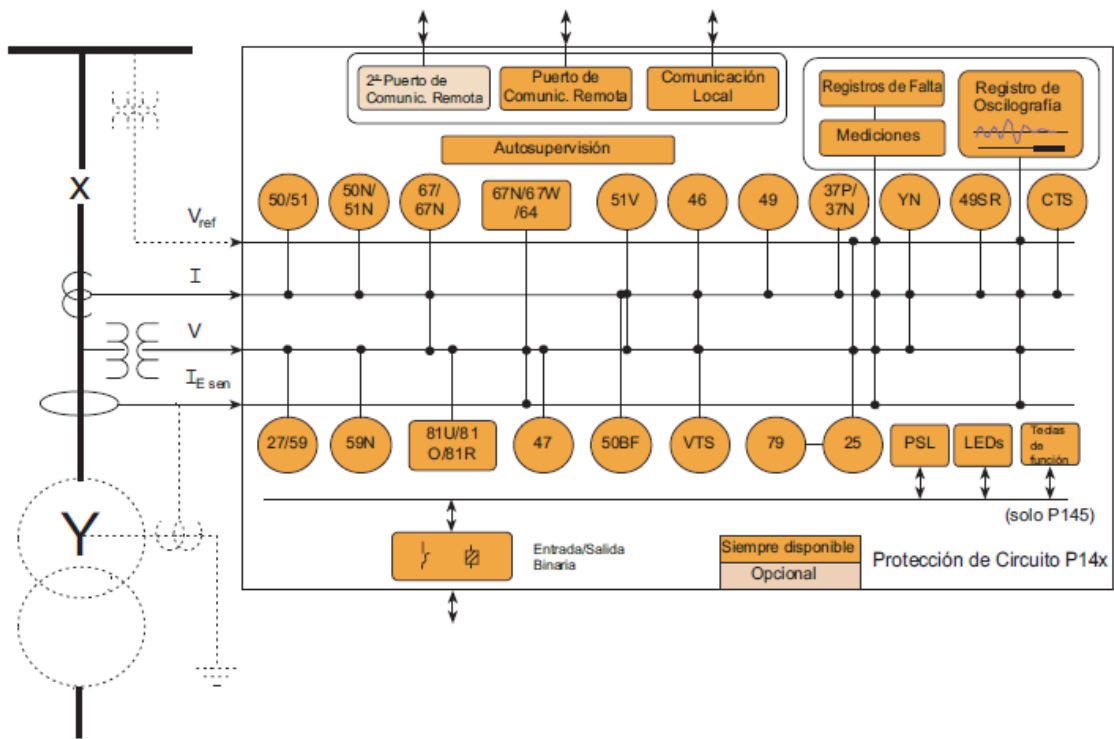 2º Puerto de
Comunic. Remota
Puerto de
Comunic. Remota
Comunicación
Local
Registros de Falta
Mediciones
Registro de
Oscilografía
Autosupervisión
X
50/51
50N/
51N
67/
67N
67N/67W
/64
51V
46
49
37P/
37N
YN
49SR
CTS
Vref
I
V
IE sen
27/59
59N
81U/81
O/81R
47
50BF
VTS
79
25
PSL
LEDs
Teclas
de
función
(solo P145)
Y
Entrada/Salida
Binaria
Siempre disponible
Opcional
Protección de Circuito P14x